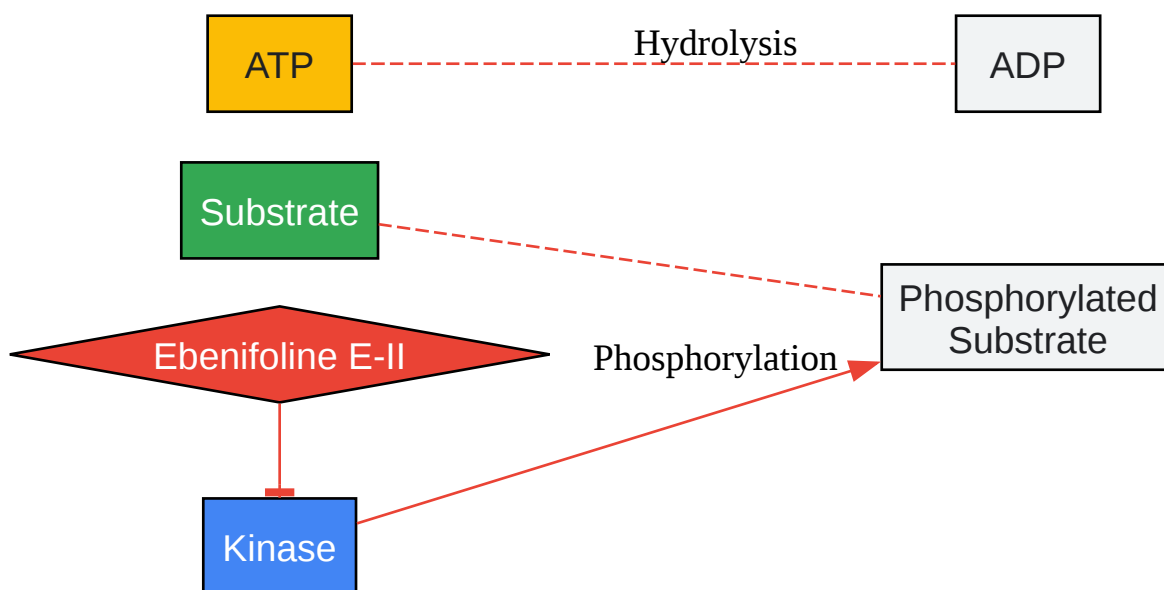 ATP
Hydrolysis
ADP
Substrate
Phosphorylated
Substrate
Ebenifoline E-II
Phosphorylation
Kinase